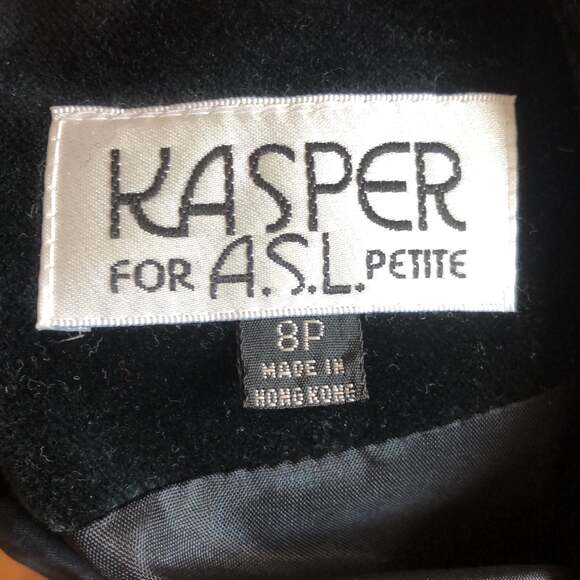 KASPER
FOR A.S.L. PETITE
8P
MADE IN
HONG KONG